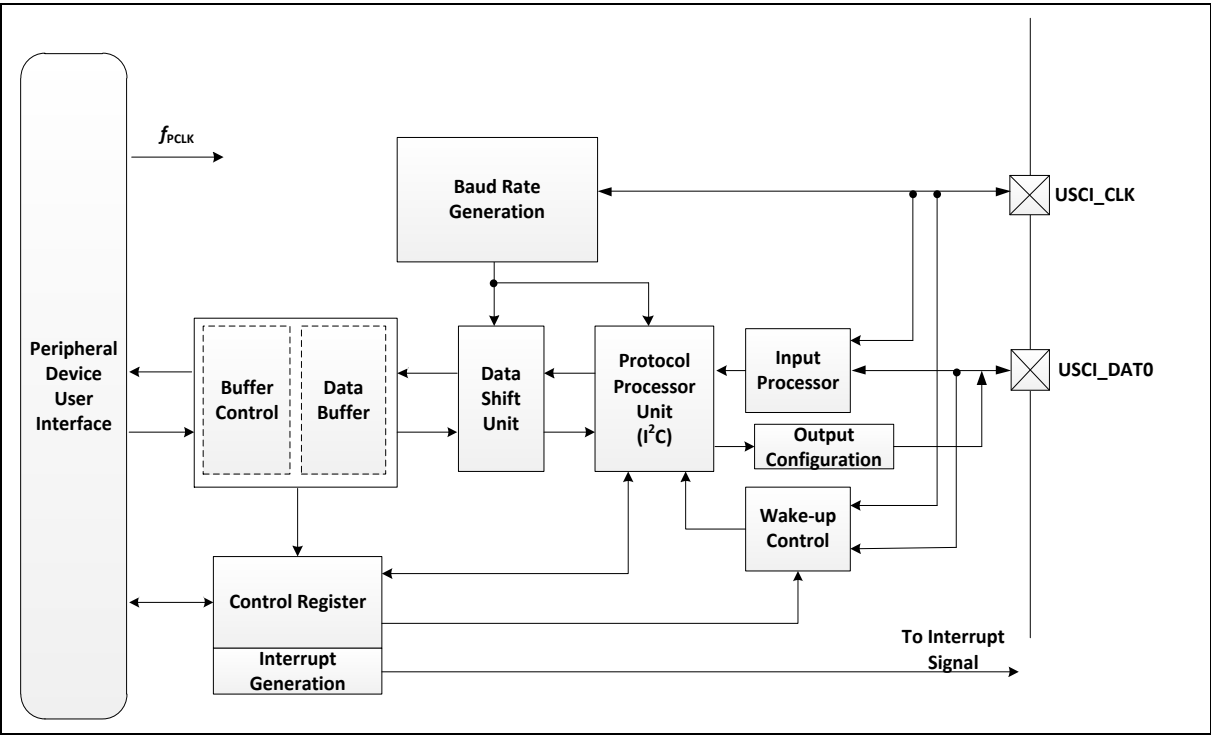 fPCLK
Baud Rate
Generation
USCI_CLK
Peripheral
Device
User
Interface
Buffer
Control
Data
Buffer
Data
Shift
Unit
Protocol
Processor
Unit
(I²C)
Input
Processor
USCI_DAT0
Output
Configuration
Wake-up
Control
Control Register
Interrupt
Generation
To Interrupt
Signal